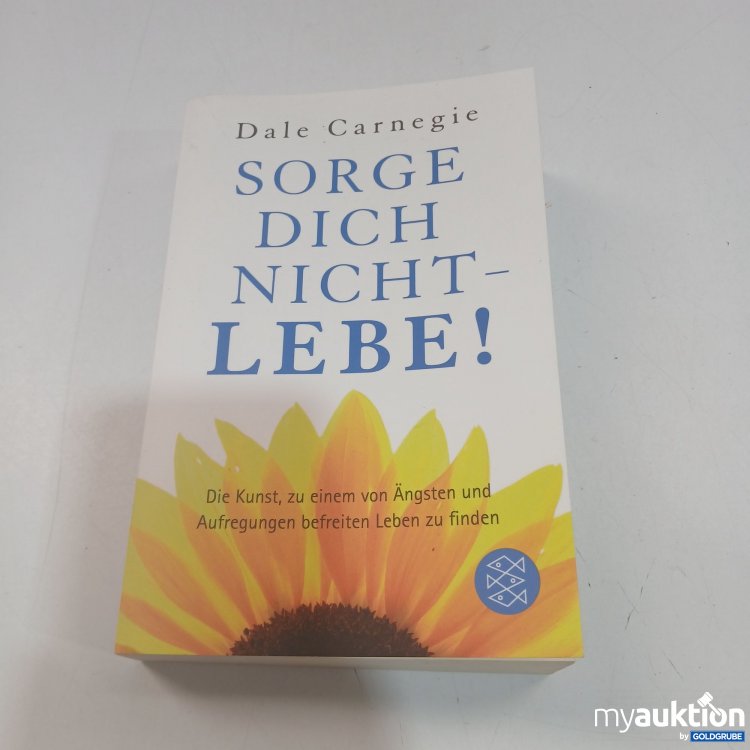 Dale Carnegie
SORGE
DICH
NICHT-
LEBE!
Die Kunst, zu einem von Ängsten und
Aufregungen befreiten Leben zu finden
myauktion
by GOLDGRUBE